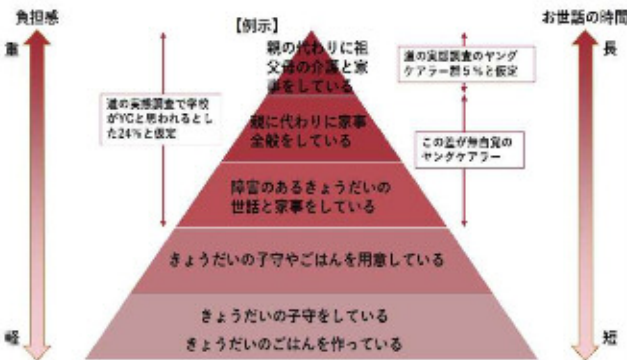 負担感
【例示】
お世話の時間
重
長
親の代わりに祖
父母の介護と家
事をしている
道の実態調査のヤング
ケアラー群５％と仮定
道の実態調査で学校
がYCと思われるとし
た24％と仮定
親に代わりに家事
全般をしている
この差が無自覚の
ヤングケアラー
障害のあるきょうだいの
世話と家事をしている
きょうだいの子守やごはんを用意している
きょうだいの子守をしている
きょうだいのごはんを作っている
軽
短